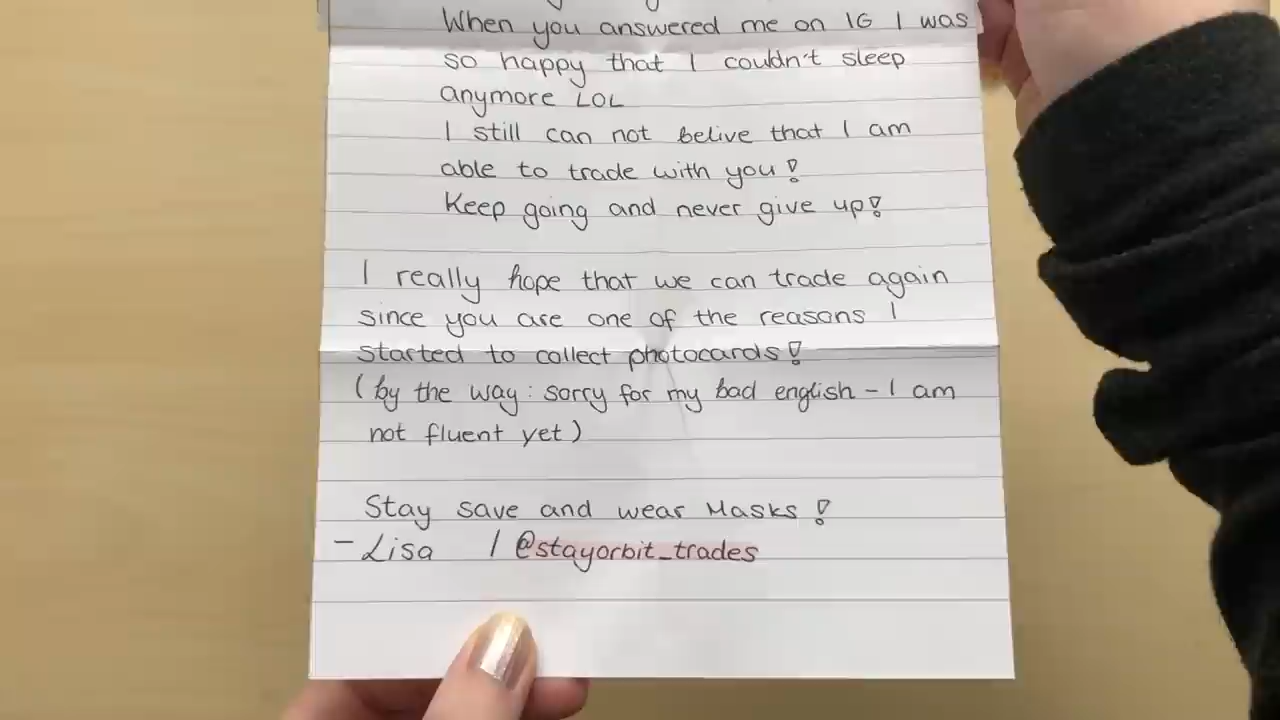 When you answered me on IG I was
so happy that I couldn't sleep
anymore LOL
I still can not belive that I am
able to trade with you!
Keep going and never give up!
I really hope that we can trade again
since you are one of the reasons I
started to collect photocards!
(by the way: sorry for my bad english - I am
not fluent yet)
Stay save and wear Masks!
- Lisa / @stayorbit_trades